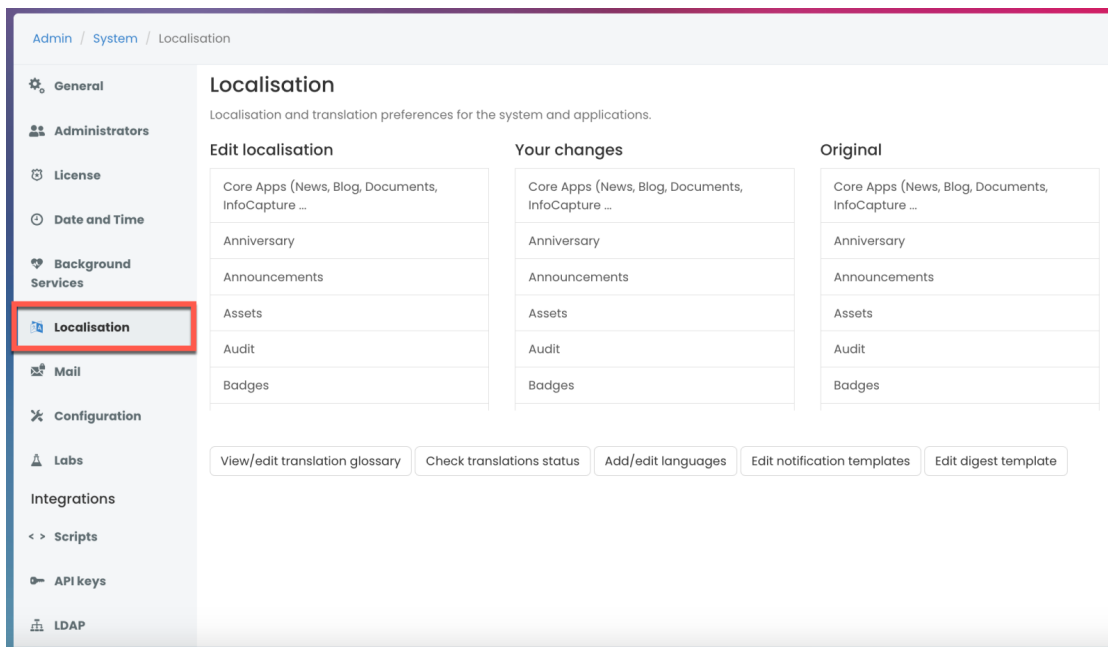 Admin / System / Localisation
General
Administrators
License
Date and Time
Background
Services
Localisation
Mail
Configuration
Labs
Integrations
Scripts
API keys
LDAP
Localisation
Localisation and translation preferences for the system and applications.
Edit localisation
Core Apps (News, Blog, Documents,
InfoCapture ...
Anniversary
Announcements
Assets
Audit
Badges
Your changes
Core Apps (News, Blog, Documents,
InfoCapture ...
Anniversary
Announcements
Assets
Audit
Badges
Original
Core Apps (News, Blog, Documents,
InfoCapture ...
Anniversary
Announcements
Assets
Audit
Badges
View/edit translation glossary
Check translations status
Add/edit languages
Edit notification templates
Edit digest template